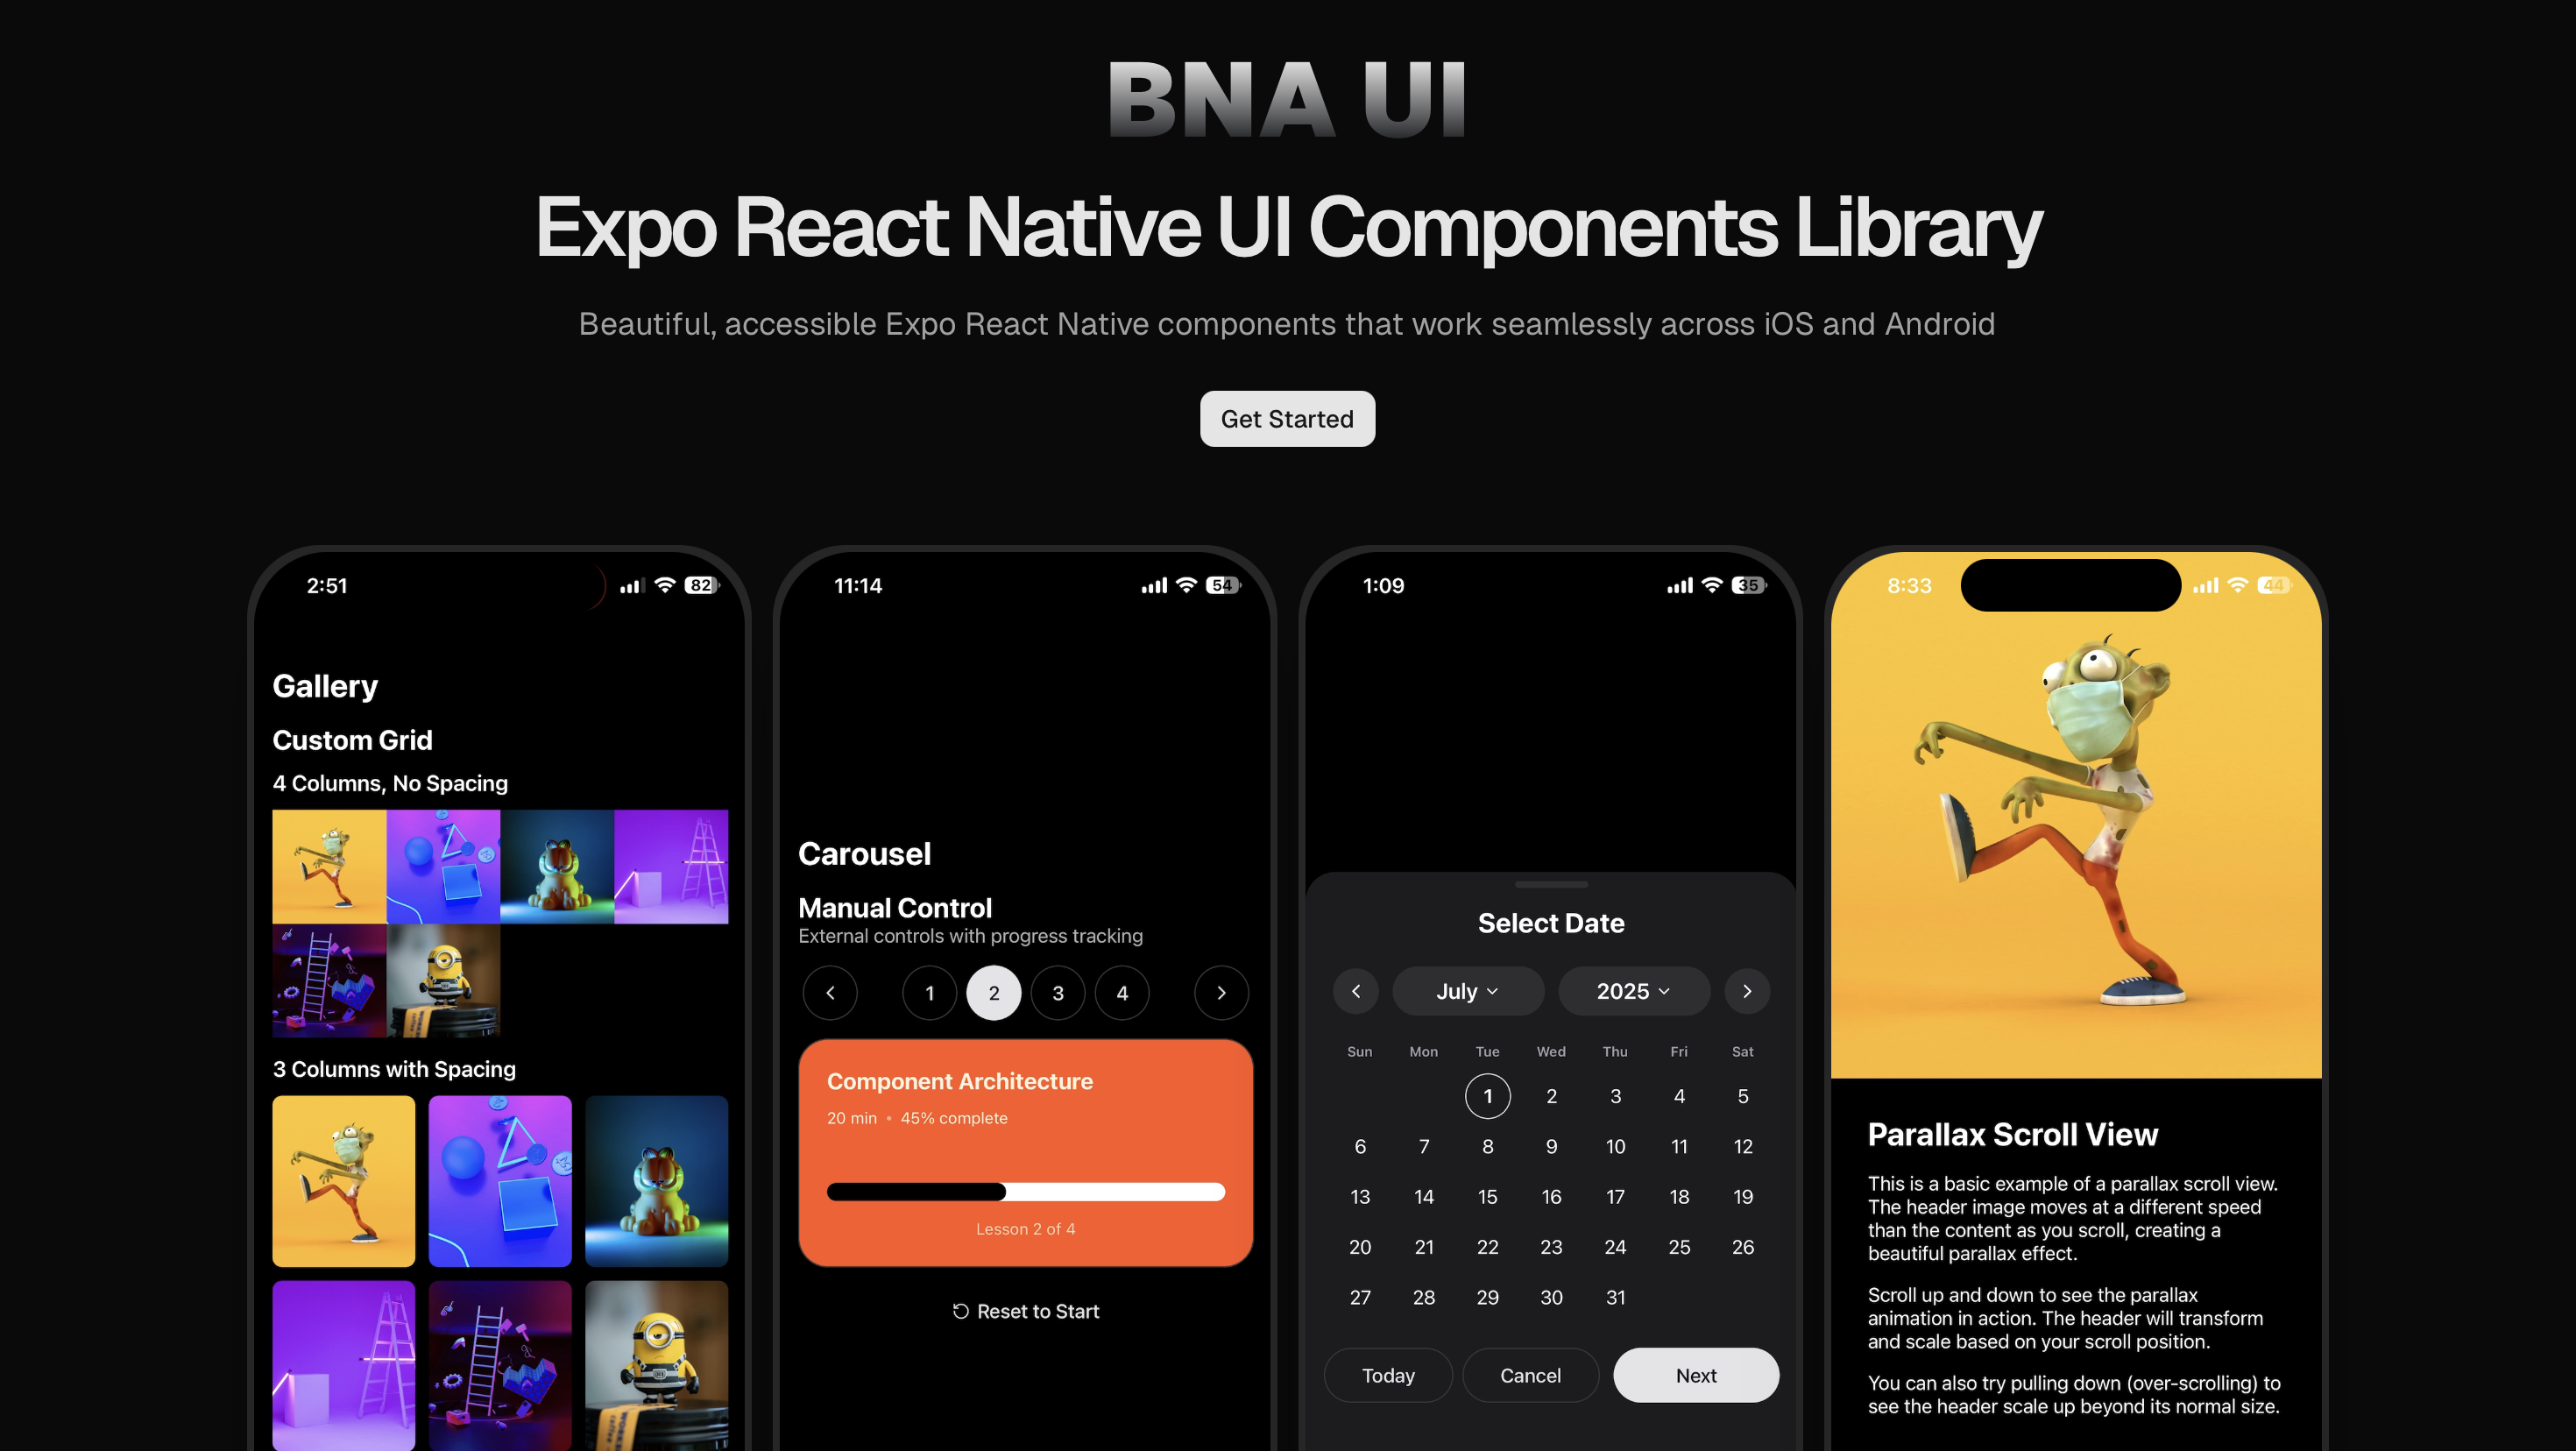 BNA UI
Expo React Native UI Components Library
Beautiful, accessible Expo React Native components that work seamlessly across iOS and Android
Get Started
2:51
82
Gallery
Custom Grid
4 Columns, No Spacing
3 Columns with Spacing
11:14
54
Carousel
Manual Control
External controls with progress tracking
1 2 3 4
Component Architecture
20 min • 45% complete
Lesson 2 of 4
Reset to Start
1:09
35
Select Date
July 2025
Sun Mon Tue Wed Thu Fri Sat
1 2 3 4 5
6 7 8 9 10 11 12
13 14 15 16 17 18 19
20 21 22 23 24 25 26
27 28 29 30 31
Today Cancel Next
8:33
44
Parallax Scroll View
This is a basic example of a parallax scroll view.
The header image moves at a different speed
than the content as you scroll, creating a
beautiful parallax effect.
Scroll up and down to see the parallax
animation in action. The header will transform
and scale based on your scroll position.
You can also try pulling down (over-scrolling) to
see the header scale up beyond its normal size.